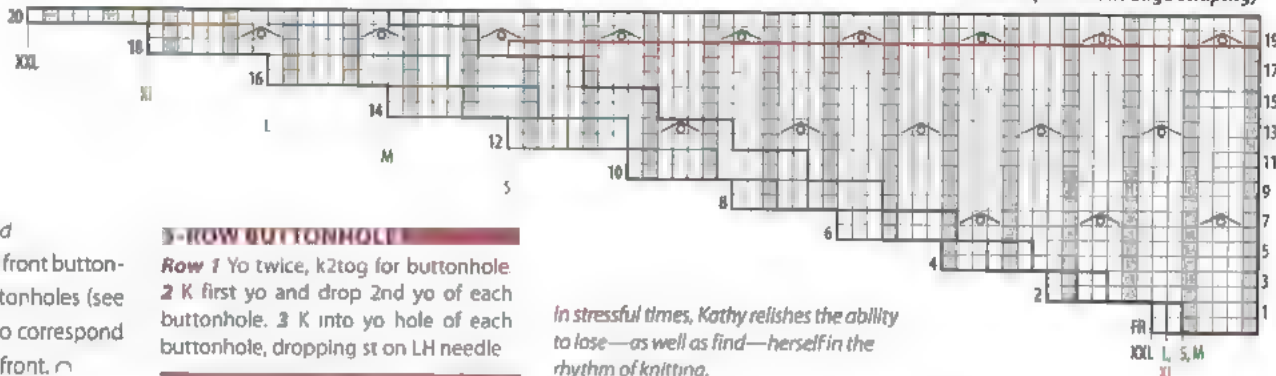 20
XXL
18
XL
16
L
14
M
12
S
10
8
6
4
2
FR
XXL L, S, M
XL
19
17
15
13
11
9
7
5
3
1
d
front button-
tonholes (see
o correspond
front.
3-ROW BUTTONHOLE
Row 1 Yo twice, k2tog for buttonhole.
2 K first yo and drop 2nd yo of each
buttonhole. 3 K into yo hole of each
buttonhole, dropping st on LH needle
In stressful times, Kathy relishes the ability
to lose—as well as find—herself in the
rhythm of knitting.